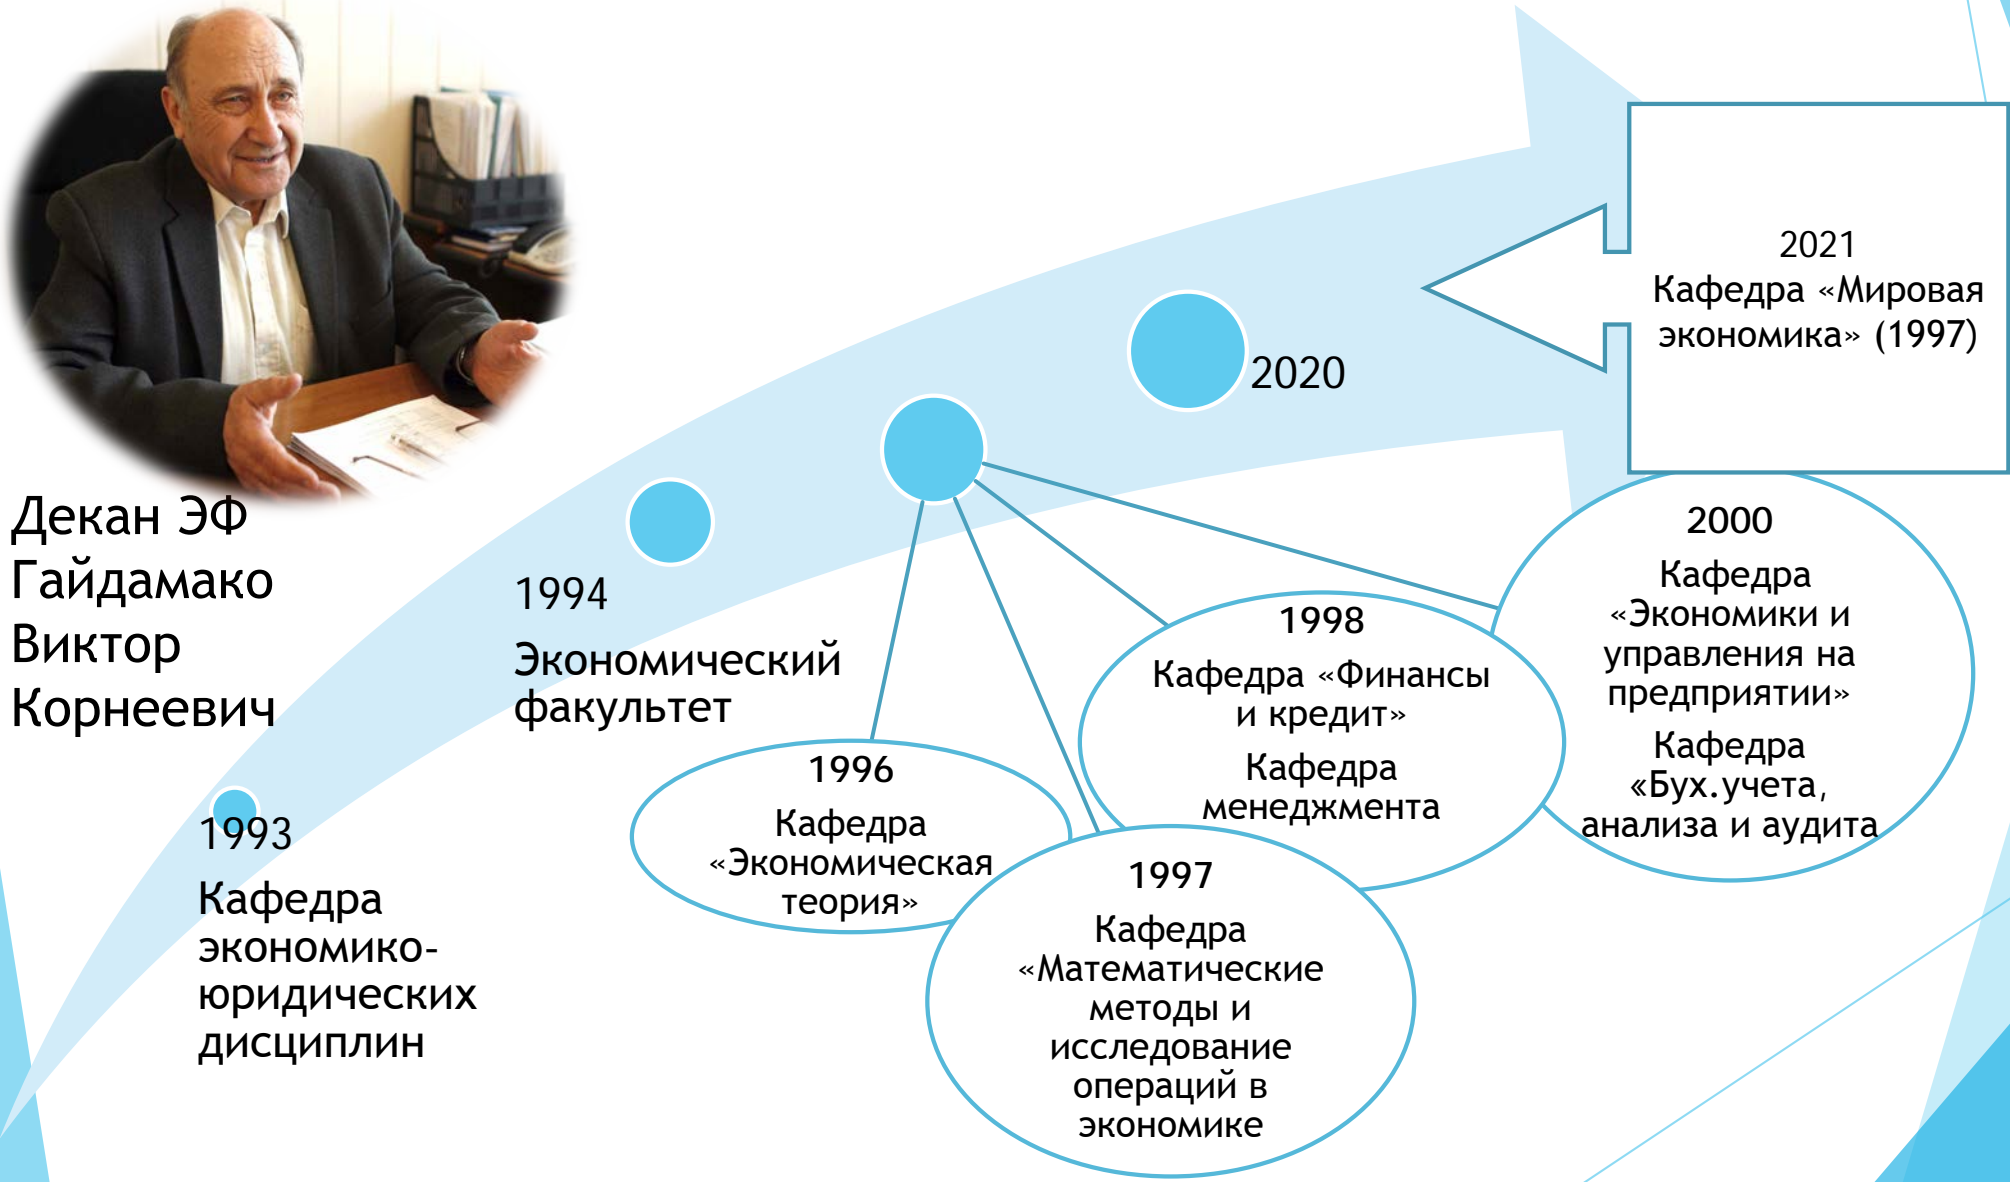 Декан ЭФ
Гайдамако
Виктор
Корнеевич
1993
Кафедра
экономико-
юридических
дисциплин
1994
Экономический
факультет
1996
Кафедра
«Экономическая
теория»
1997
Кафедра
«Математические
методы и
исследование
операций в
экономике
1998
Кафедра «Финансы
и кредит»
Кафедра
менеджмента
2000
Кафедра
«Экономики и
управления на
предприятии»
Кафедра
«Бух.учета,
анализа и аудита
2020
2021
Кафедра «Мировая
экономика» (1997)